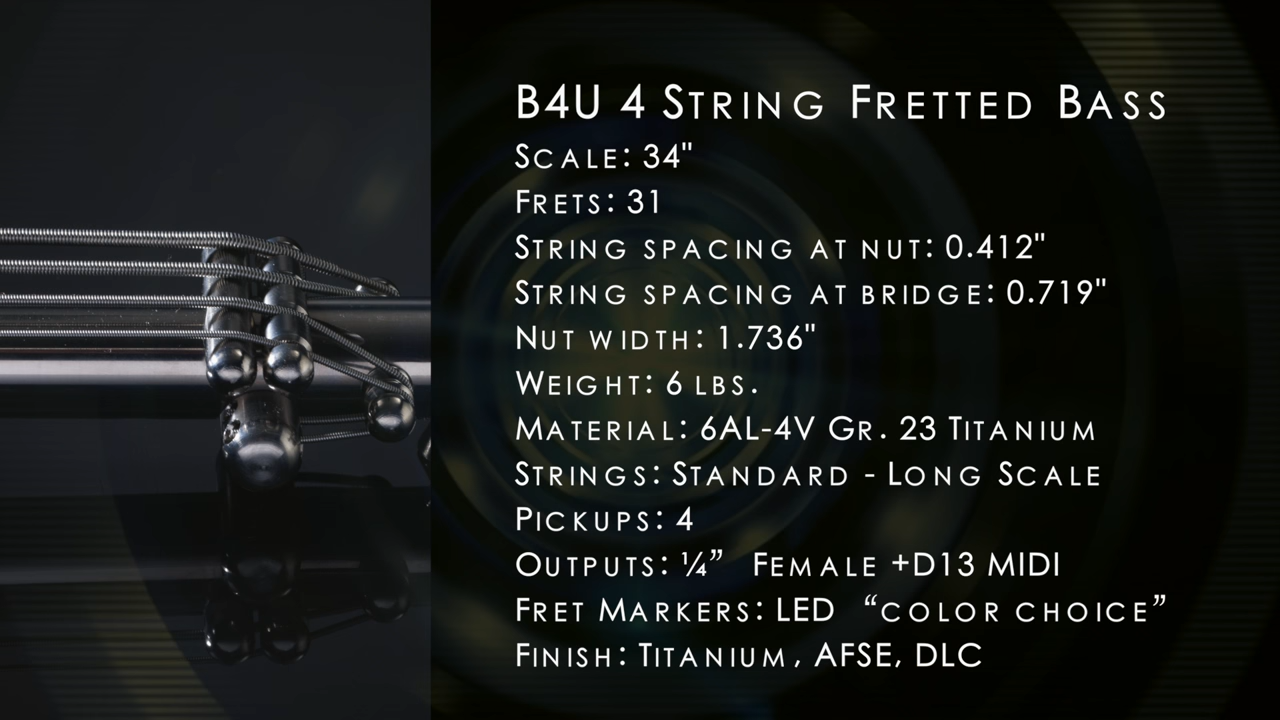 B4U 4 String Fretted Bass
Scale: 34"
Frets: 31
String spacing at nut: 0.412"
String spacing at bridge: 0.719"
Nut width: 1.736"
Weight: 6 lbs.
Material: 6AL-4V Gr. 23 Titanium
Strings: Standard - Long Scale
Pickups: 4
Outputs: ¼” Female +D13 MIDI
Fret Markers: LED “color choice”
Finish: Titanium, AFSE, DLC